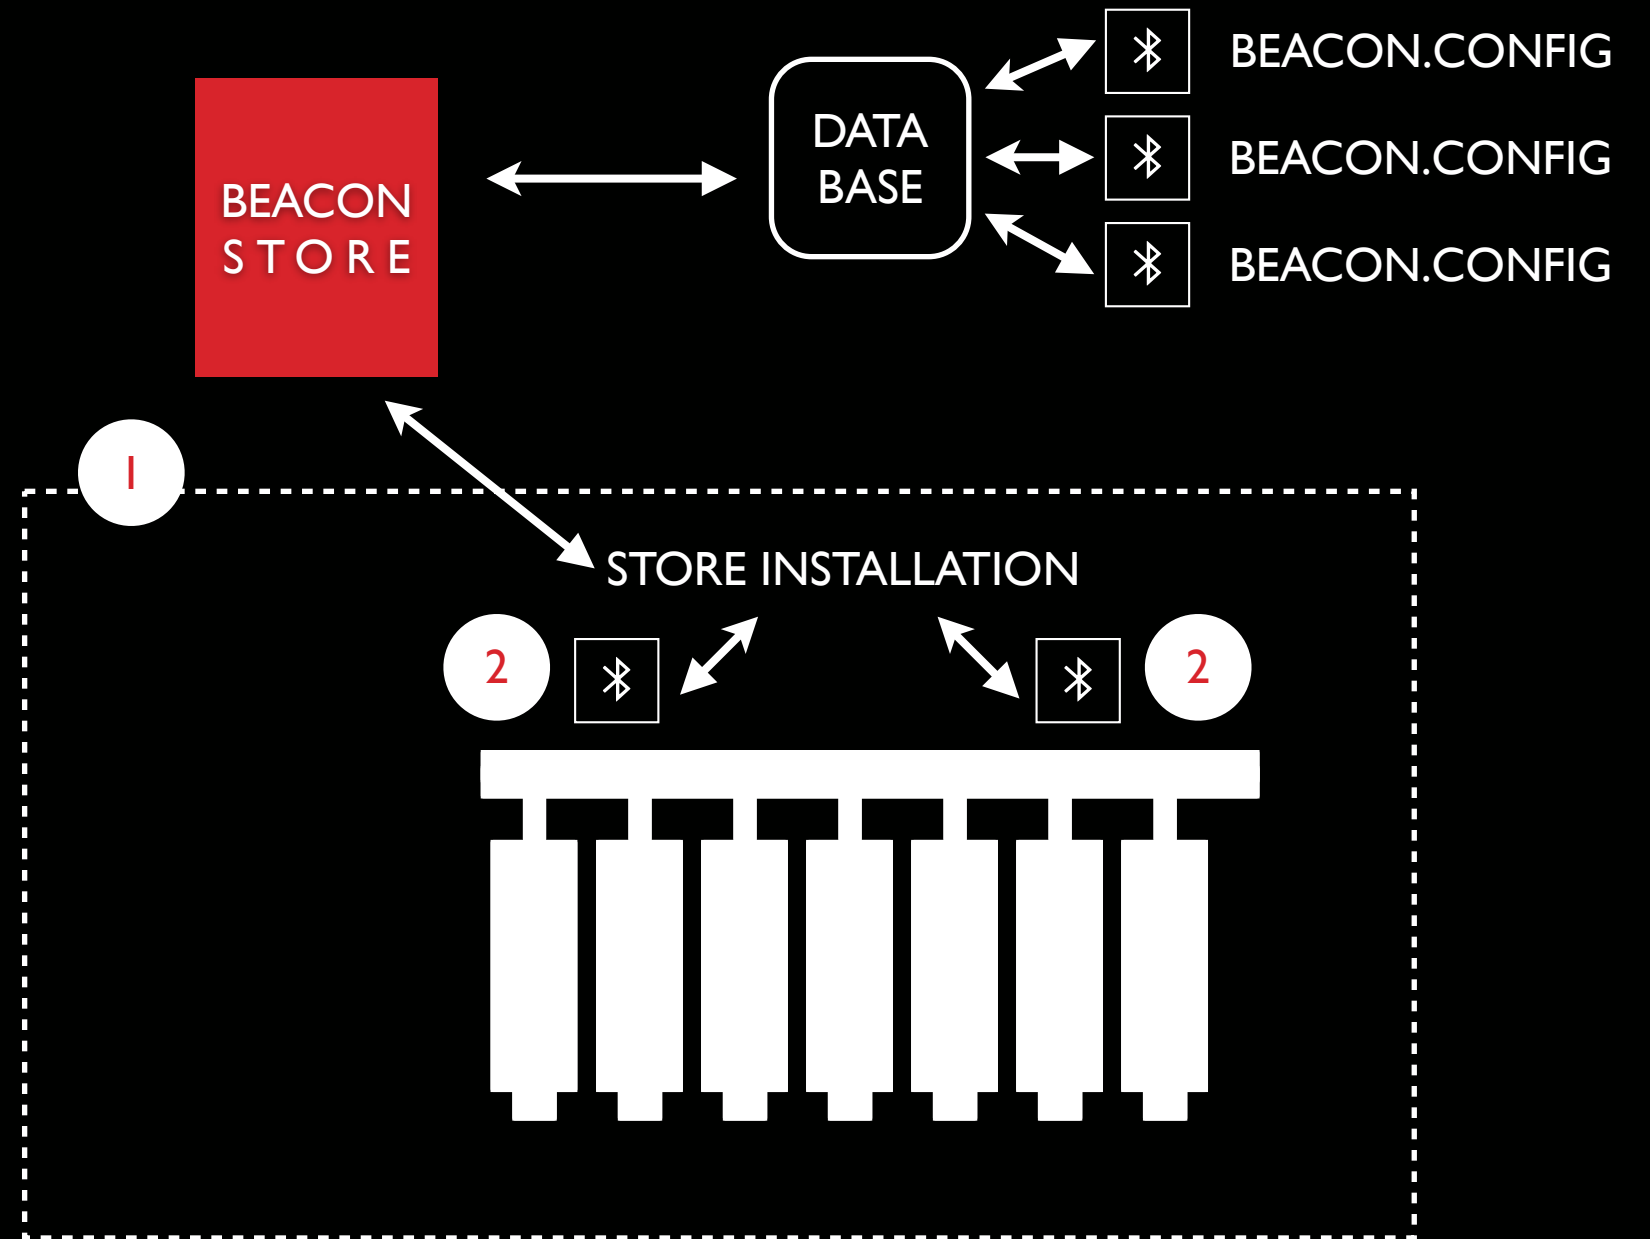 BEACON
STORE
DATA
BASE
BEACON.CONFIG
BEACON.CONFIG
BEACON.CONFIG
1
STORE INSTALLATION
2
2